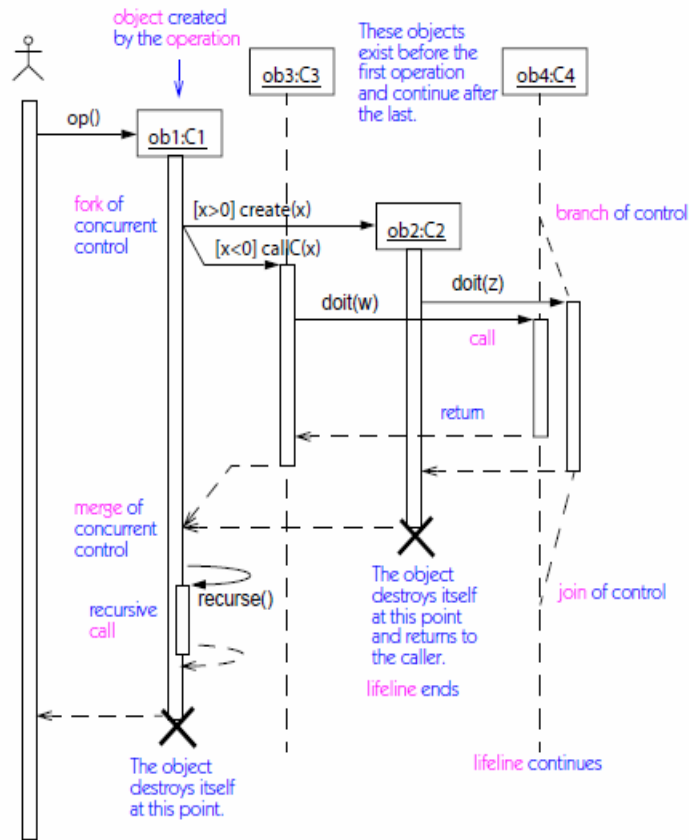 object created
by the operation
These objects
exist before the
first operation
and continue after
the last.
ob3:C3
ob4:C4
op()
ob1:C1
fork of
concurrent
control
[x>0] create(x)
ob2:C2
branch of control
[x<0] callC(x)
doit(z)
doit(w)
call
return
merge of
concurrent
control
The object
destroys itself
at this point
and returns to
the caller.
join of control
recurse()
recursive
call
lifeline ends
The object
destroys itself
at this point.
lifeline continues